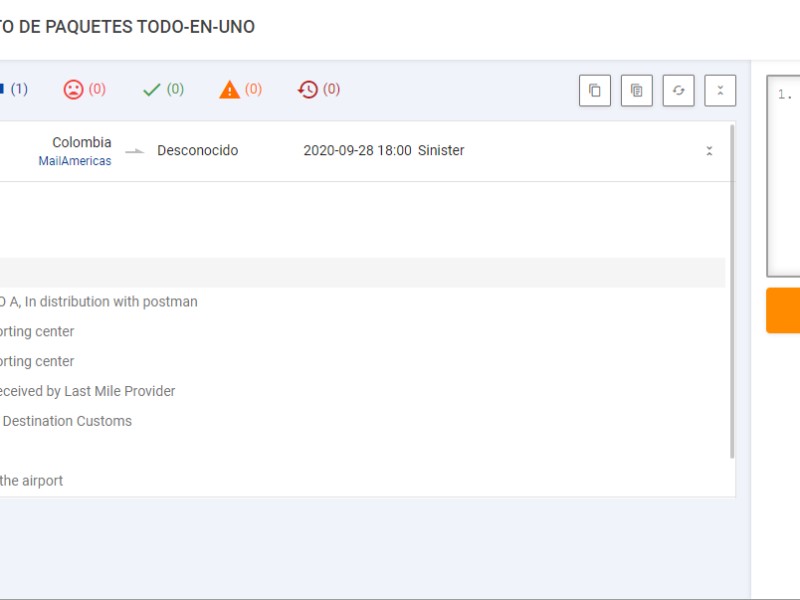 TO DE PAQUETES TODO-EN-UNO
(1) (0) (0) (0) (0)
1.
Colombia
MailAmericas
Desconocido
2020-09-28 18:00 Sinister
O A, In distribution with postman
orting center
orting center
eceived by Last Mile Provider
Destination Customs
the airport